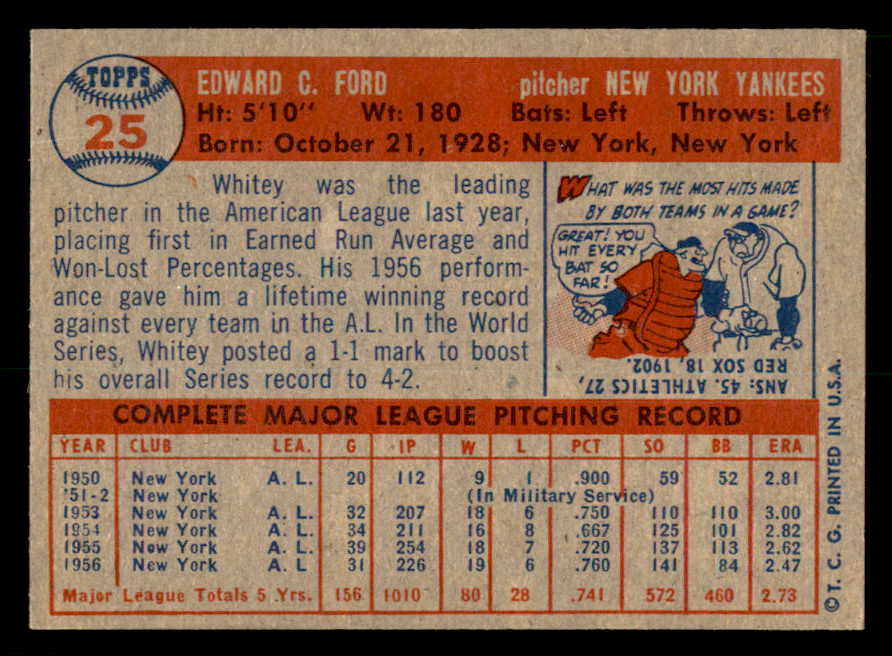 TOPPS
25
EDWARD C. FORD pitcher NEW YORK YANKEES
Ht: 5'10" Wt: 180 Bats: Left Throws: Left
Born: October 21, 1928; New York, New York
Whitey was the leading
pitcher in the American League last year,
placing first in Earned Run Average and
Won-Lost Percentages. His 1956 perform-
ance gave him a lifetime winning record
against every team in the A.L. In the World
Series, Whitey posted a 1-1 mark to boost
his overall Series record to 4-2.
WHAT WAS THE MOST HITS MADE
BY BOTH TEAMS IN A GAME?
GREAT! YOU
HIT EVERY
BAT SO
FAR!
ANS: 45. ATHLETICS 27,
RED SOX 18, 1902.
COMPLETE MAJOR LEAGUE PITCHING RECORD
YEAR CLUB LEA. G IP W L PCT SO BB ERA
1950 New York A. L. 20 112 9 1 .900 59 52 2.81
'51-2 New York (In Military Service)
1953 New York A. L. 32 207 18 6 .750 110 110 3.00
1954 New York A. L. 34 211 16 8 .667 125 101 2.82
1955 New York A. L. 39 254 18 7 .720 137 113 2.62
1956 New York A. L 31 226 19 6 .760 141 84 2.47
Major League Totals 5 Yrs. 156 1010 80 28 .741 572 460 2.73
© T. C. G. PRINTED IN U.S.A.